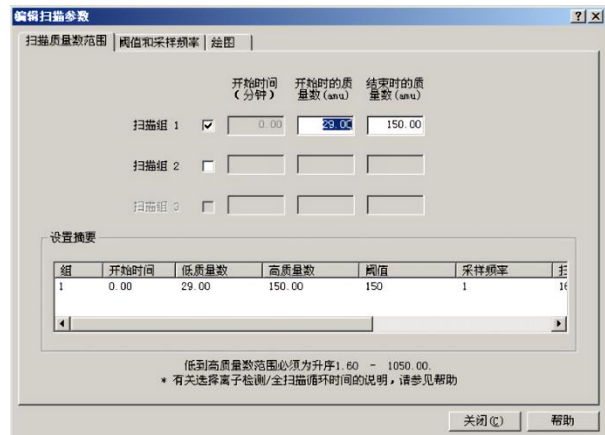 编辑扫描参数
扫描质量数范围 阈值和采样频率 绘图
开始时间 开始时的质 结束时的质
(分钟) 量数(amu) 量数(amu)
扫描组 1 0.00 29.00 150.00
扫描组 2
扫描组 3
设置摘要
组 开始时间 低质量数 高质量数 阈值 采样频率 扫
1 0.00 29.00 150.00 150 1
低到高质量数范围必须为升序1.60 - 1050.00.
* 有关选择离子检测/全扫描循环时间的说明，请参见帮助
关闭(C) 帮助